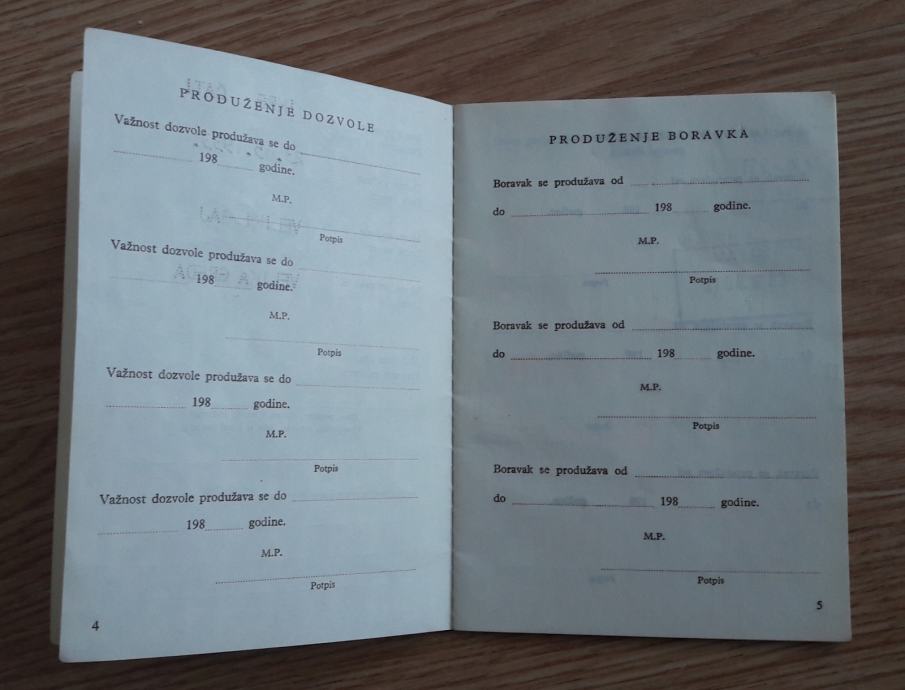 PRODUŽENJE DOZVOLE
Važnost dozvole produžava se do
198 godine.
M.P.
Potpis
Važnost dozvole produžava se do
198 godine.
M.P.
Potpis
Važnost dozvole produžava se do
198 godine.
M.P.
Potpis
Važnost dozvole produžava se do
198 godine.
M.P.
Potpis
4
PRODUŽENJE BORAVKA
Boravak se produžava od
do 198 godine.
M.P.
Potpis
Boravak se produžava od
do 198 godine.
M.P.
Potpis
Boravak se produžava od
do 198 godine.
M.P.
Potpis
5